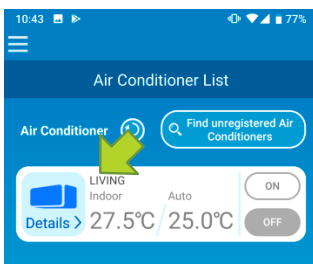 10:43 77%
Air Conditioner List
Air Conditioner
Find unregistered Air
Conditioners
LIVING
Indoor Auto
Details > 27.5℃ / 25.0℃
ON
OFF